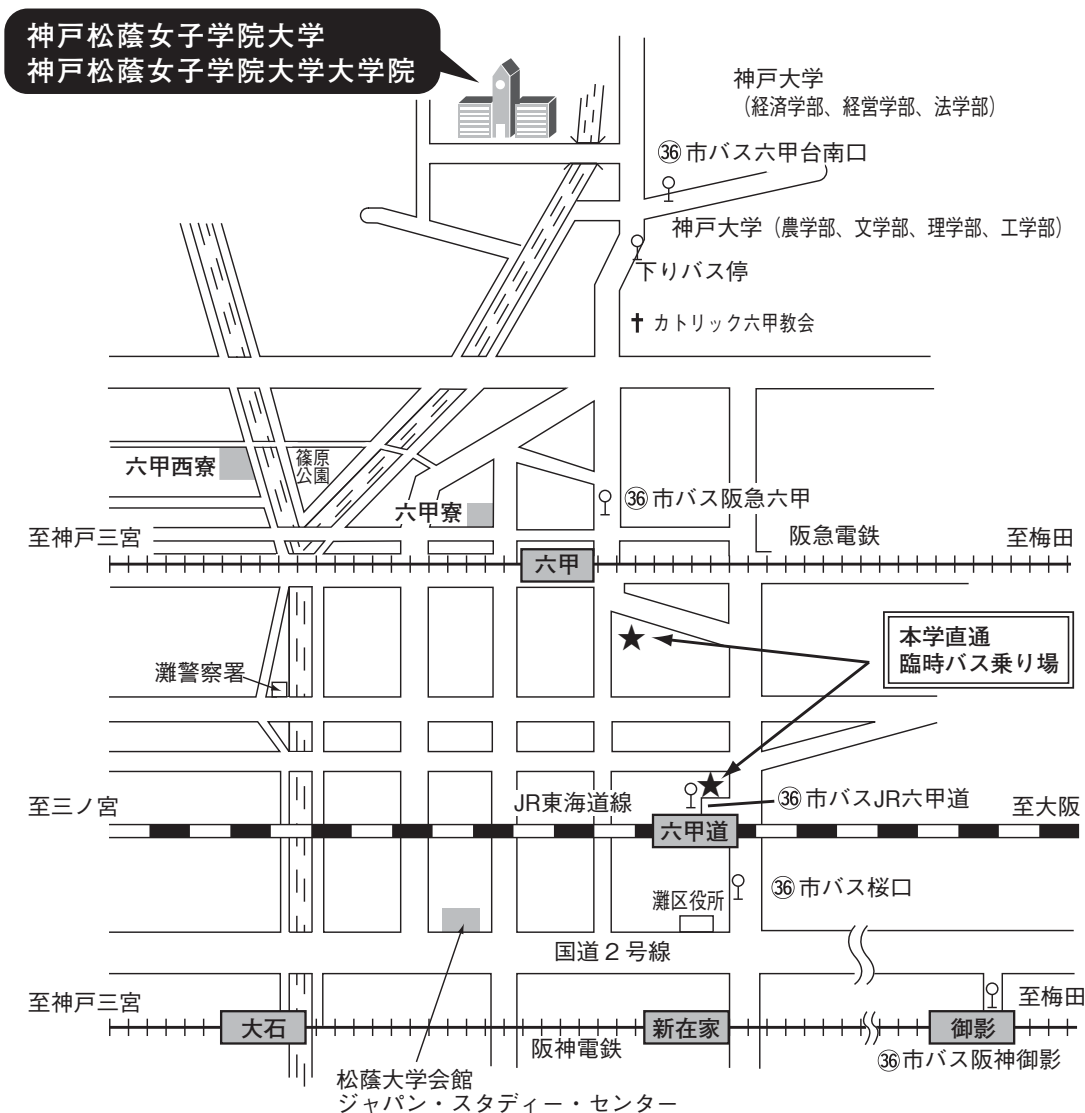 神戸松蔭女子学院大学
神戸松蔭女子学院大学大学院
神戸大学
（経済学部、経営学部、法学部）
㊱市バス六甲台南口
神戸大学（農学部、文学部、理学部、工学部）
下りバス停
カトリック六甲教会
六甲西寮
篠原
公園
六甲寮
㊱市バス阪急六甲
至神戸三宮
阪急電鉄
至梅田
六甲
本学直通
臨時バス乗り場
灘警察署
至三ノ宮
JR東海道線
㊱市バスJR六甲道
至大阪
六甲道
灘区役所
㊱市バス桜口
国道２号線
至神戸三宮
至梅田
大石
新在家
御影
阪神電鉄
㊱市バス阪神御影
松蔭大学会館
ジャパン・スタディー・センター